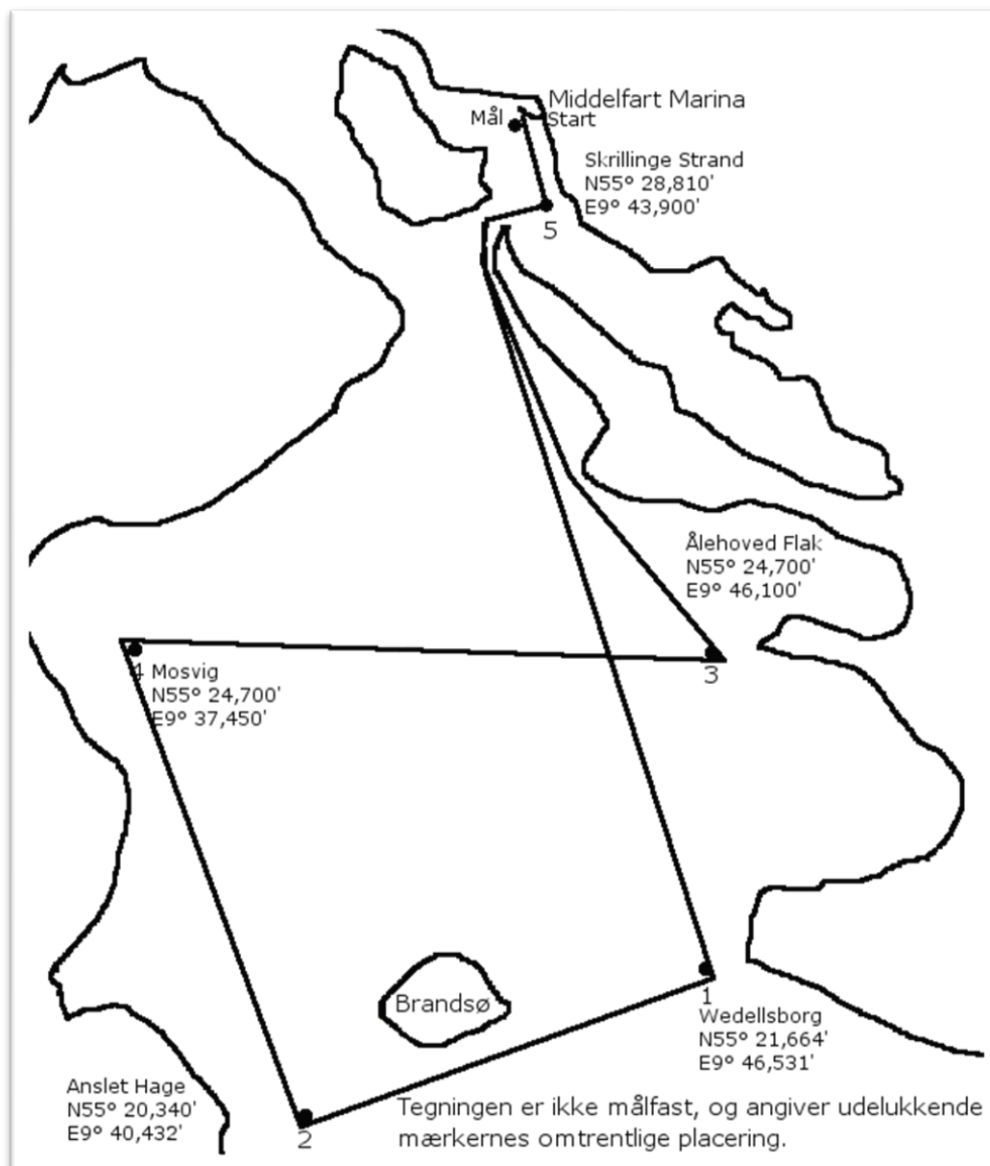 Middelfart Marina
Mål
Start
Skrillinge Strand
N55° 28,810'
E9° 43,900'
5
Ålehoved Flak
N55° 24,700'
E9° 46,100'
3
4 Mosvig
N55° 24,700'
E9° 37,450'
Brandsø
1
Wedellsborg
N55° 21,664'
E9° 46,531'
Anslet Hage
N55° 20,340'
E9° 40,432'
2
Tegningen er ikke målfast, og angiver udelukkende
mærkernes omtrentlige placering.